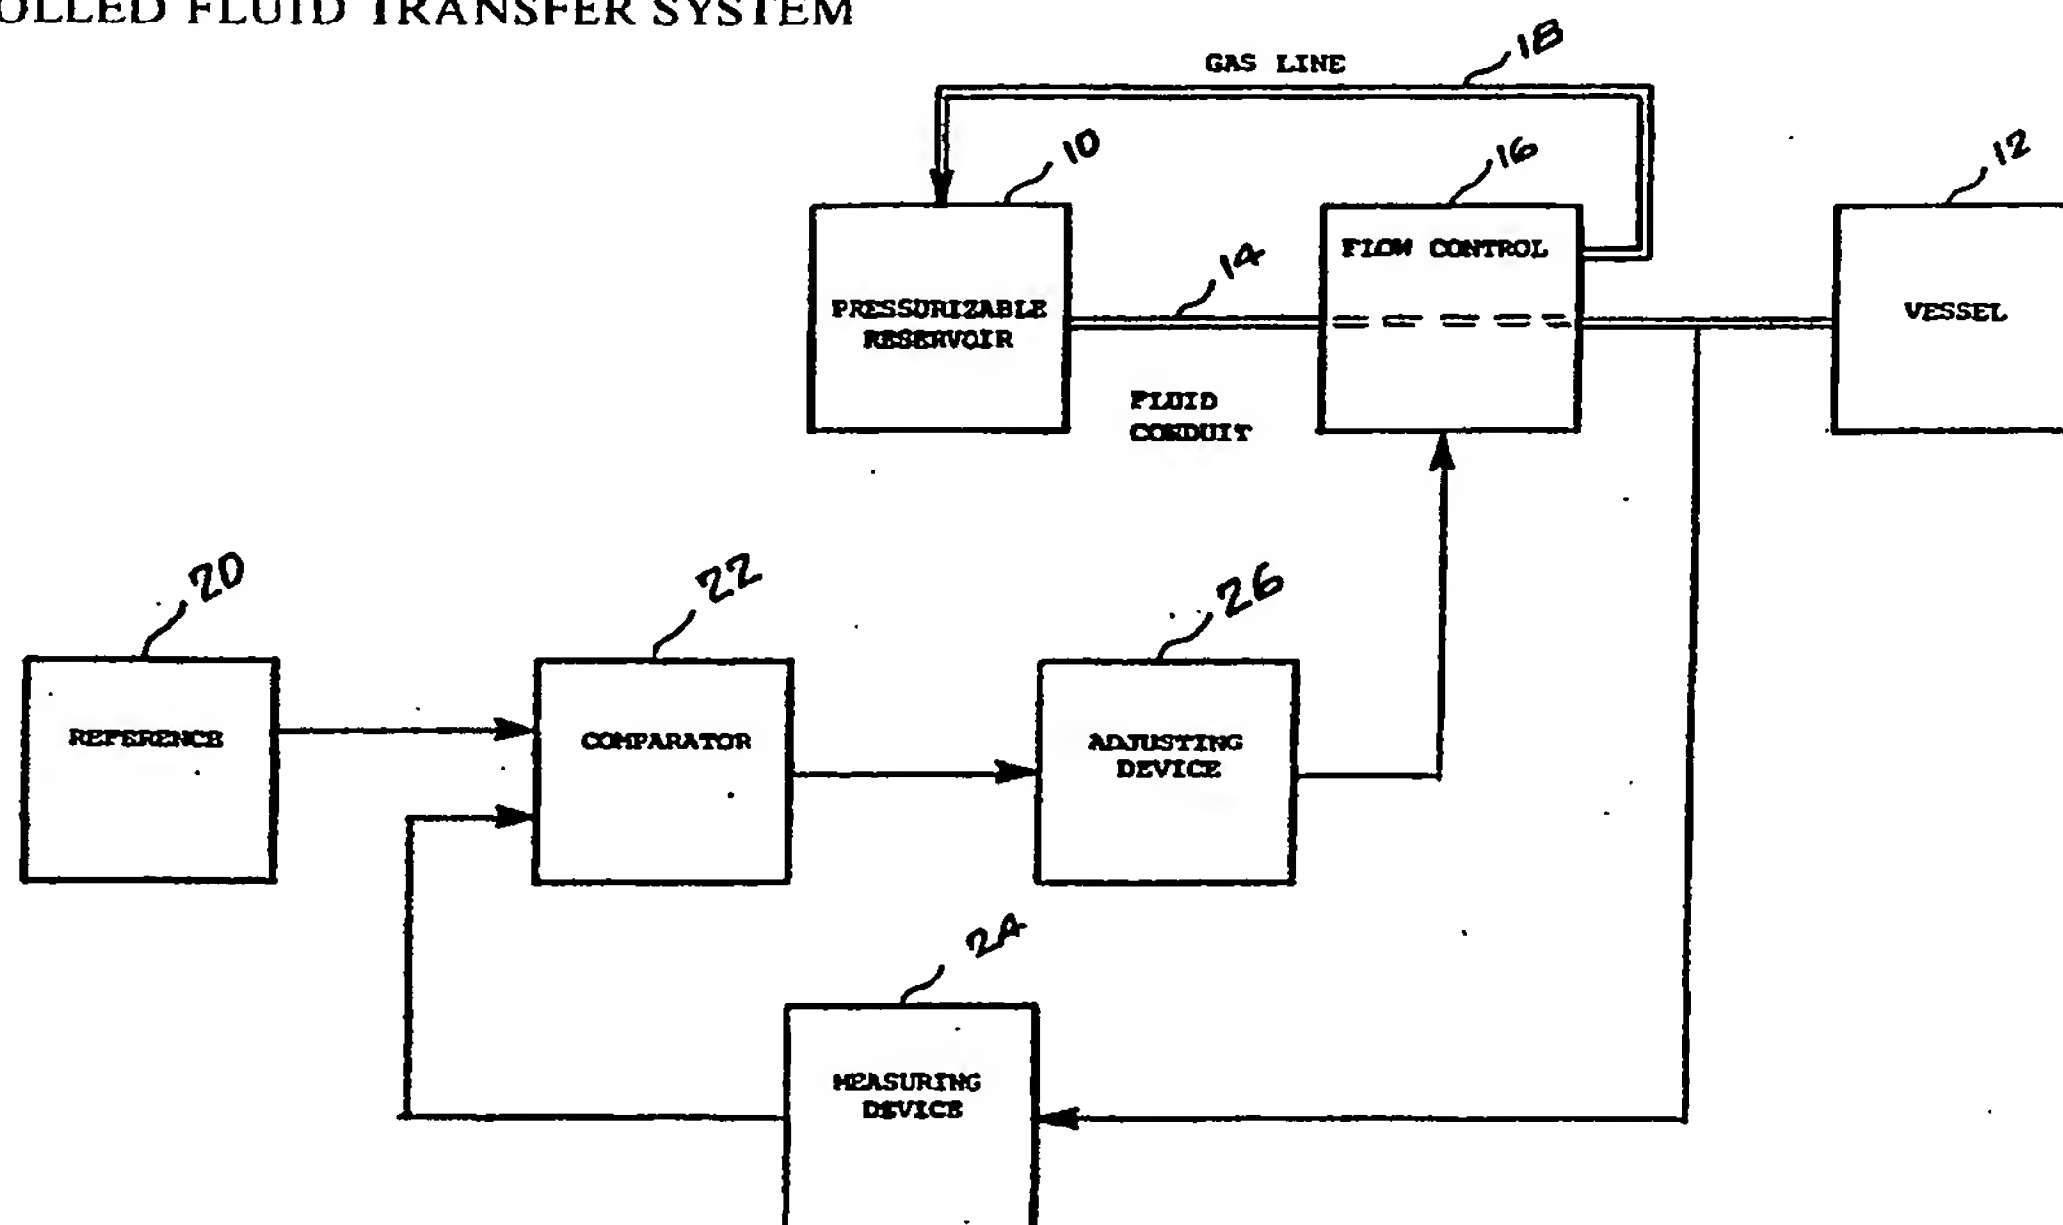 OLLED FLUID TRANSFER SYSTEM
GAS LINE
18
10
16
12
FLOW CONTROL
14
PRESSURIZABLE
RESERVOIR
VESSEL
FLUID
CONDUIT
20
22
26
REFERENCE
COMPARATOR
ADJUSTING
DEVICE
24
MEASURING
DEVICE